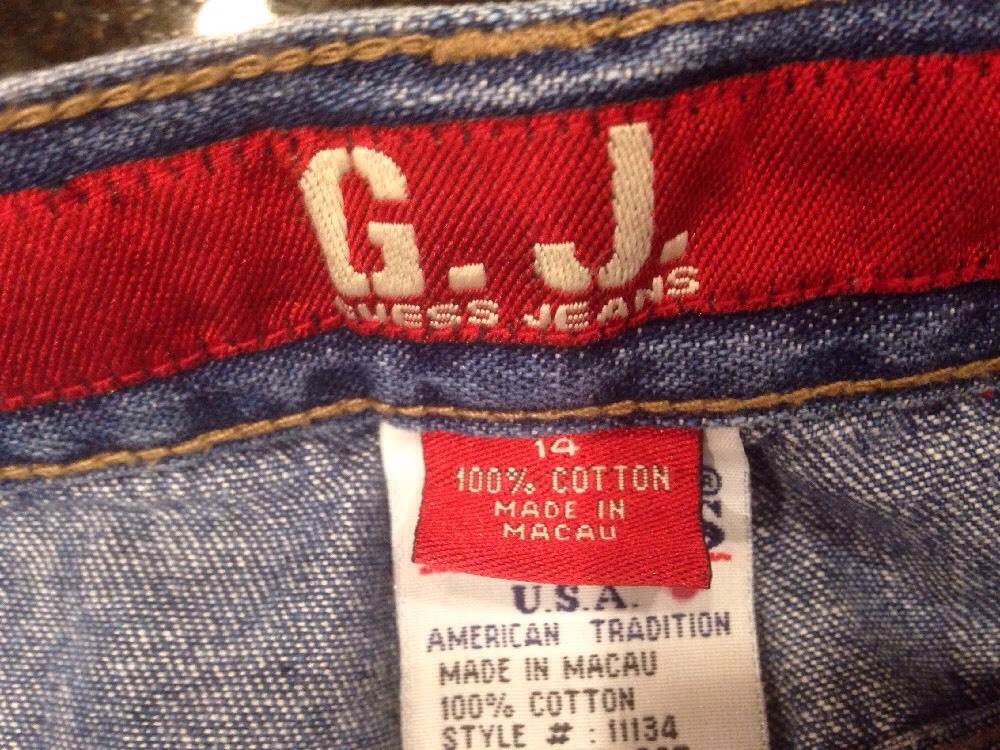 G. J.
GUESS JEANS
14
100% COTTON
MADE IN
MACAU
®
S
U.S.A.
AMERICAN TRADITION
MADE IN MACAU
100% COTTON
STYLE # : 11134